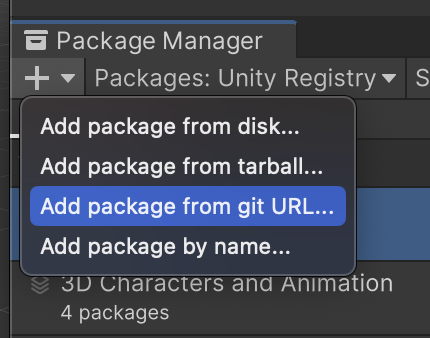 Package Manager
+ Packages: Unity Registry S
Add package from disk...
Add package from tarball...
Add package from git URL...
Add package by name...
3D Characters and Animation
4 packages